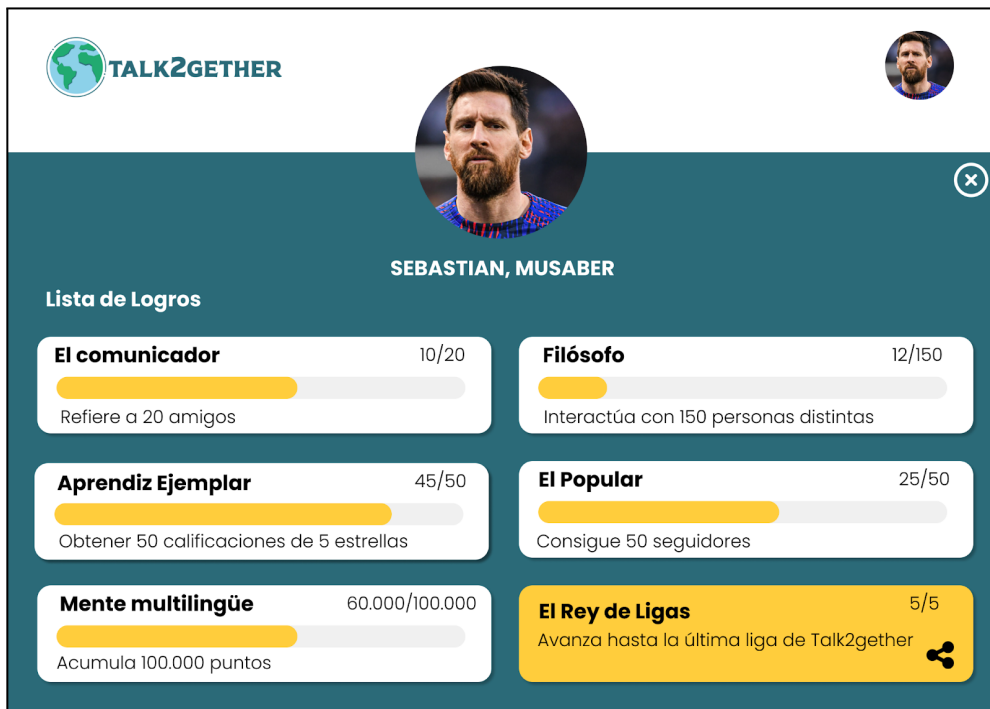 TALK2GETHER
SEBASTIAN, MUSABER
Lista de Logros
El comunicador 10/20
Refiere a 20 amigos
Filósofo 12/150
Interactúa con 150 personas distintas
Aprendiz Ejemplar 45/50
Obtener 50 calificaciones de 5 estrellas
El Popular 25/50
Consigue 50 seguidores
Mente multilingüe 60.000/100.000
Acumula 100.000 puntos
El Rey de Ligas 5/5
Avanza hasta la última liga de Talk2gether